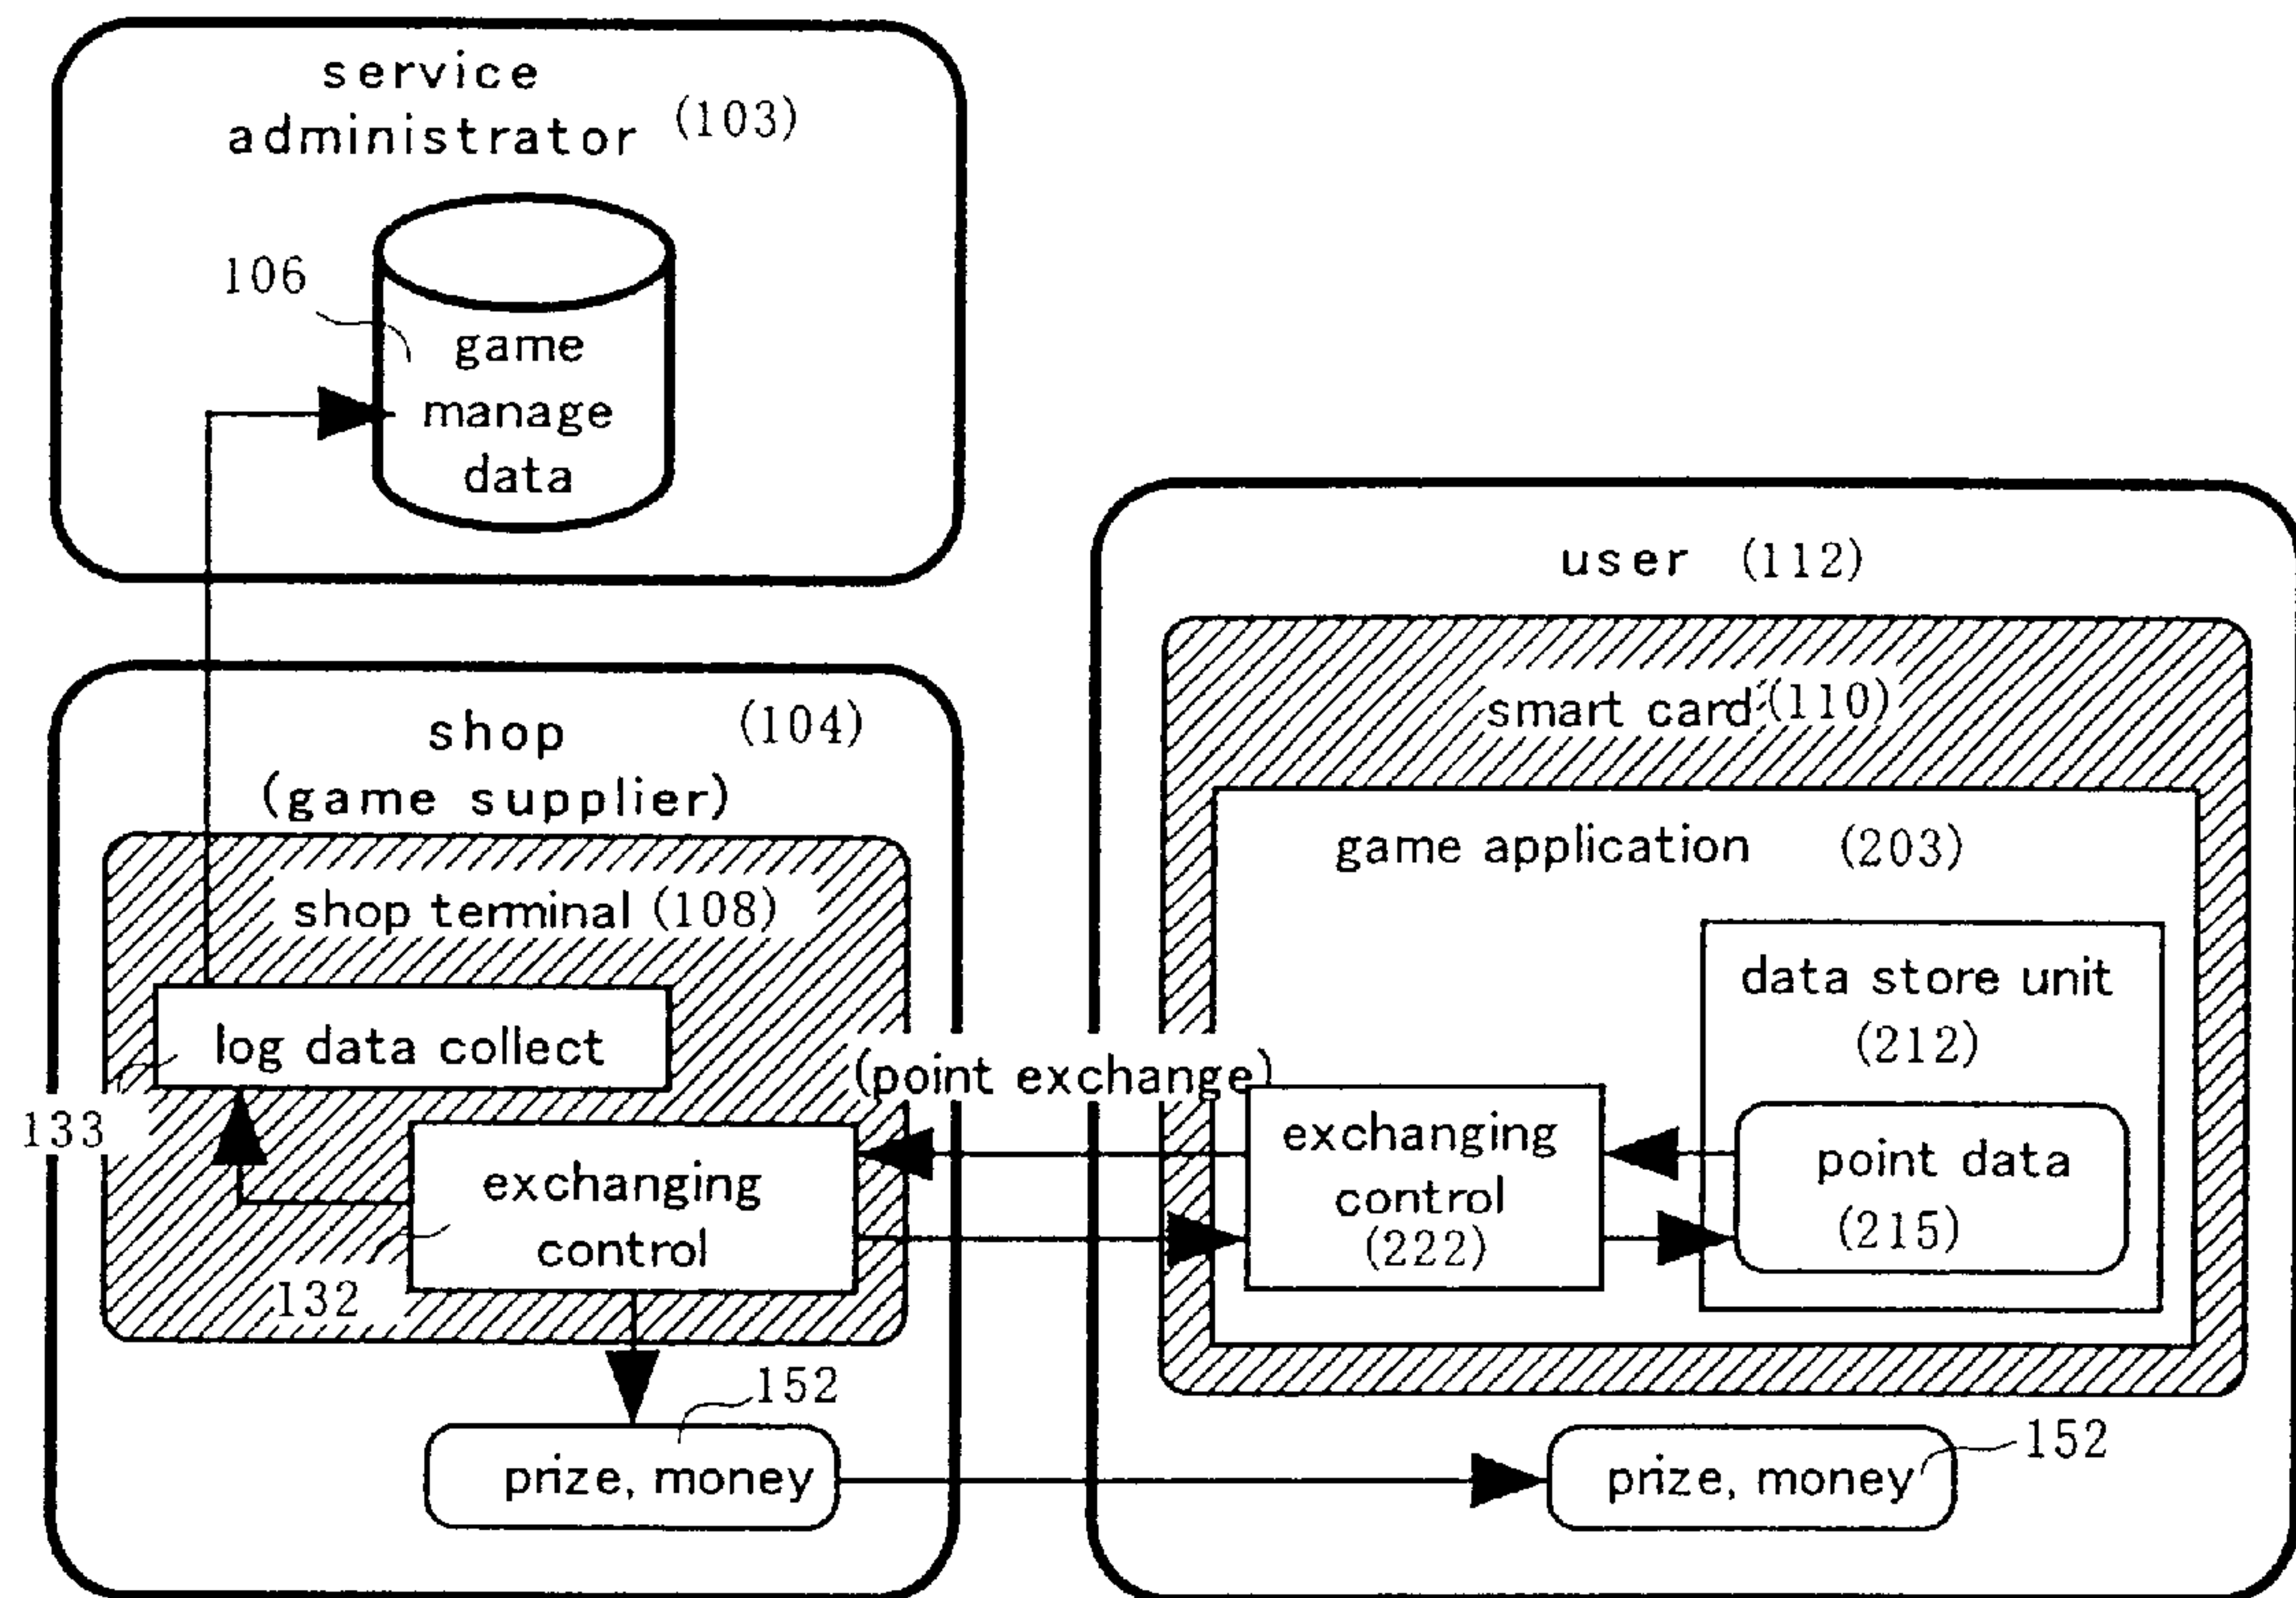 service
administrator (103)
106
game
manage
data
user (112)
smart card (110)
shop (104)
(game supplier)
game application (203)
shop terminal (108)
data store unit
(212)
log data collect
(point exchange)
133
exchanging
control
132
exchanging
control
(222)
point data
(215)
152
prize, money
152
prize, money